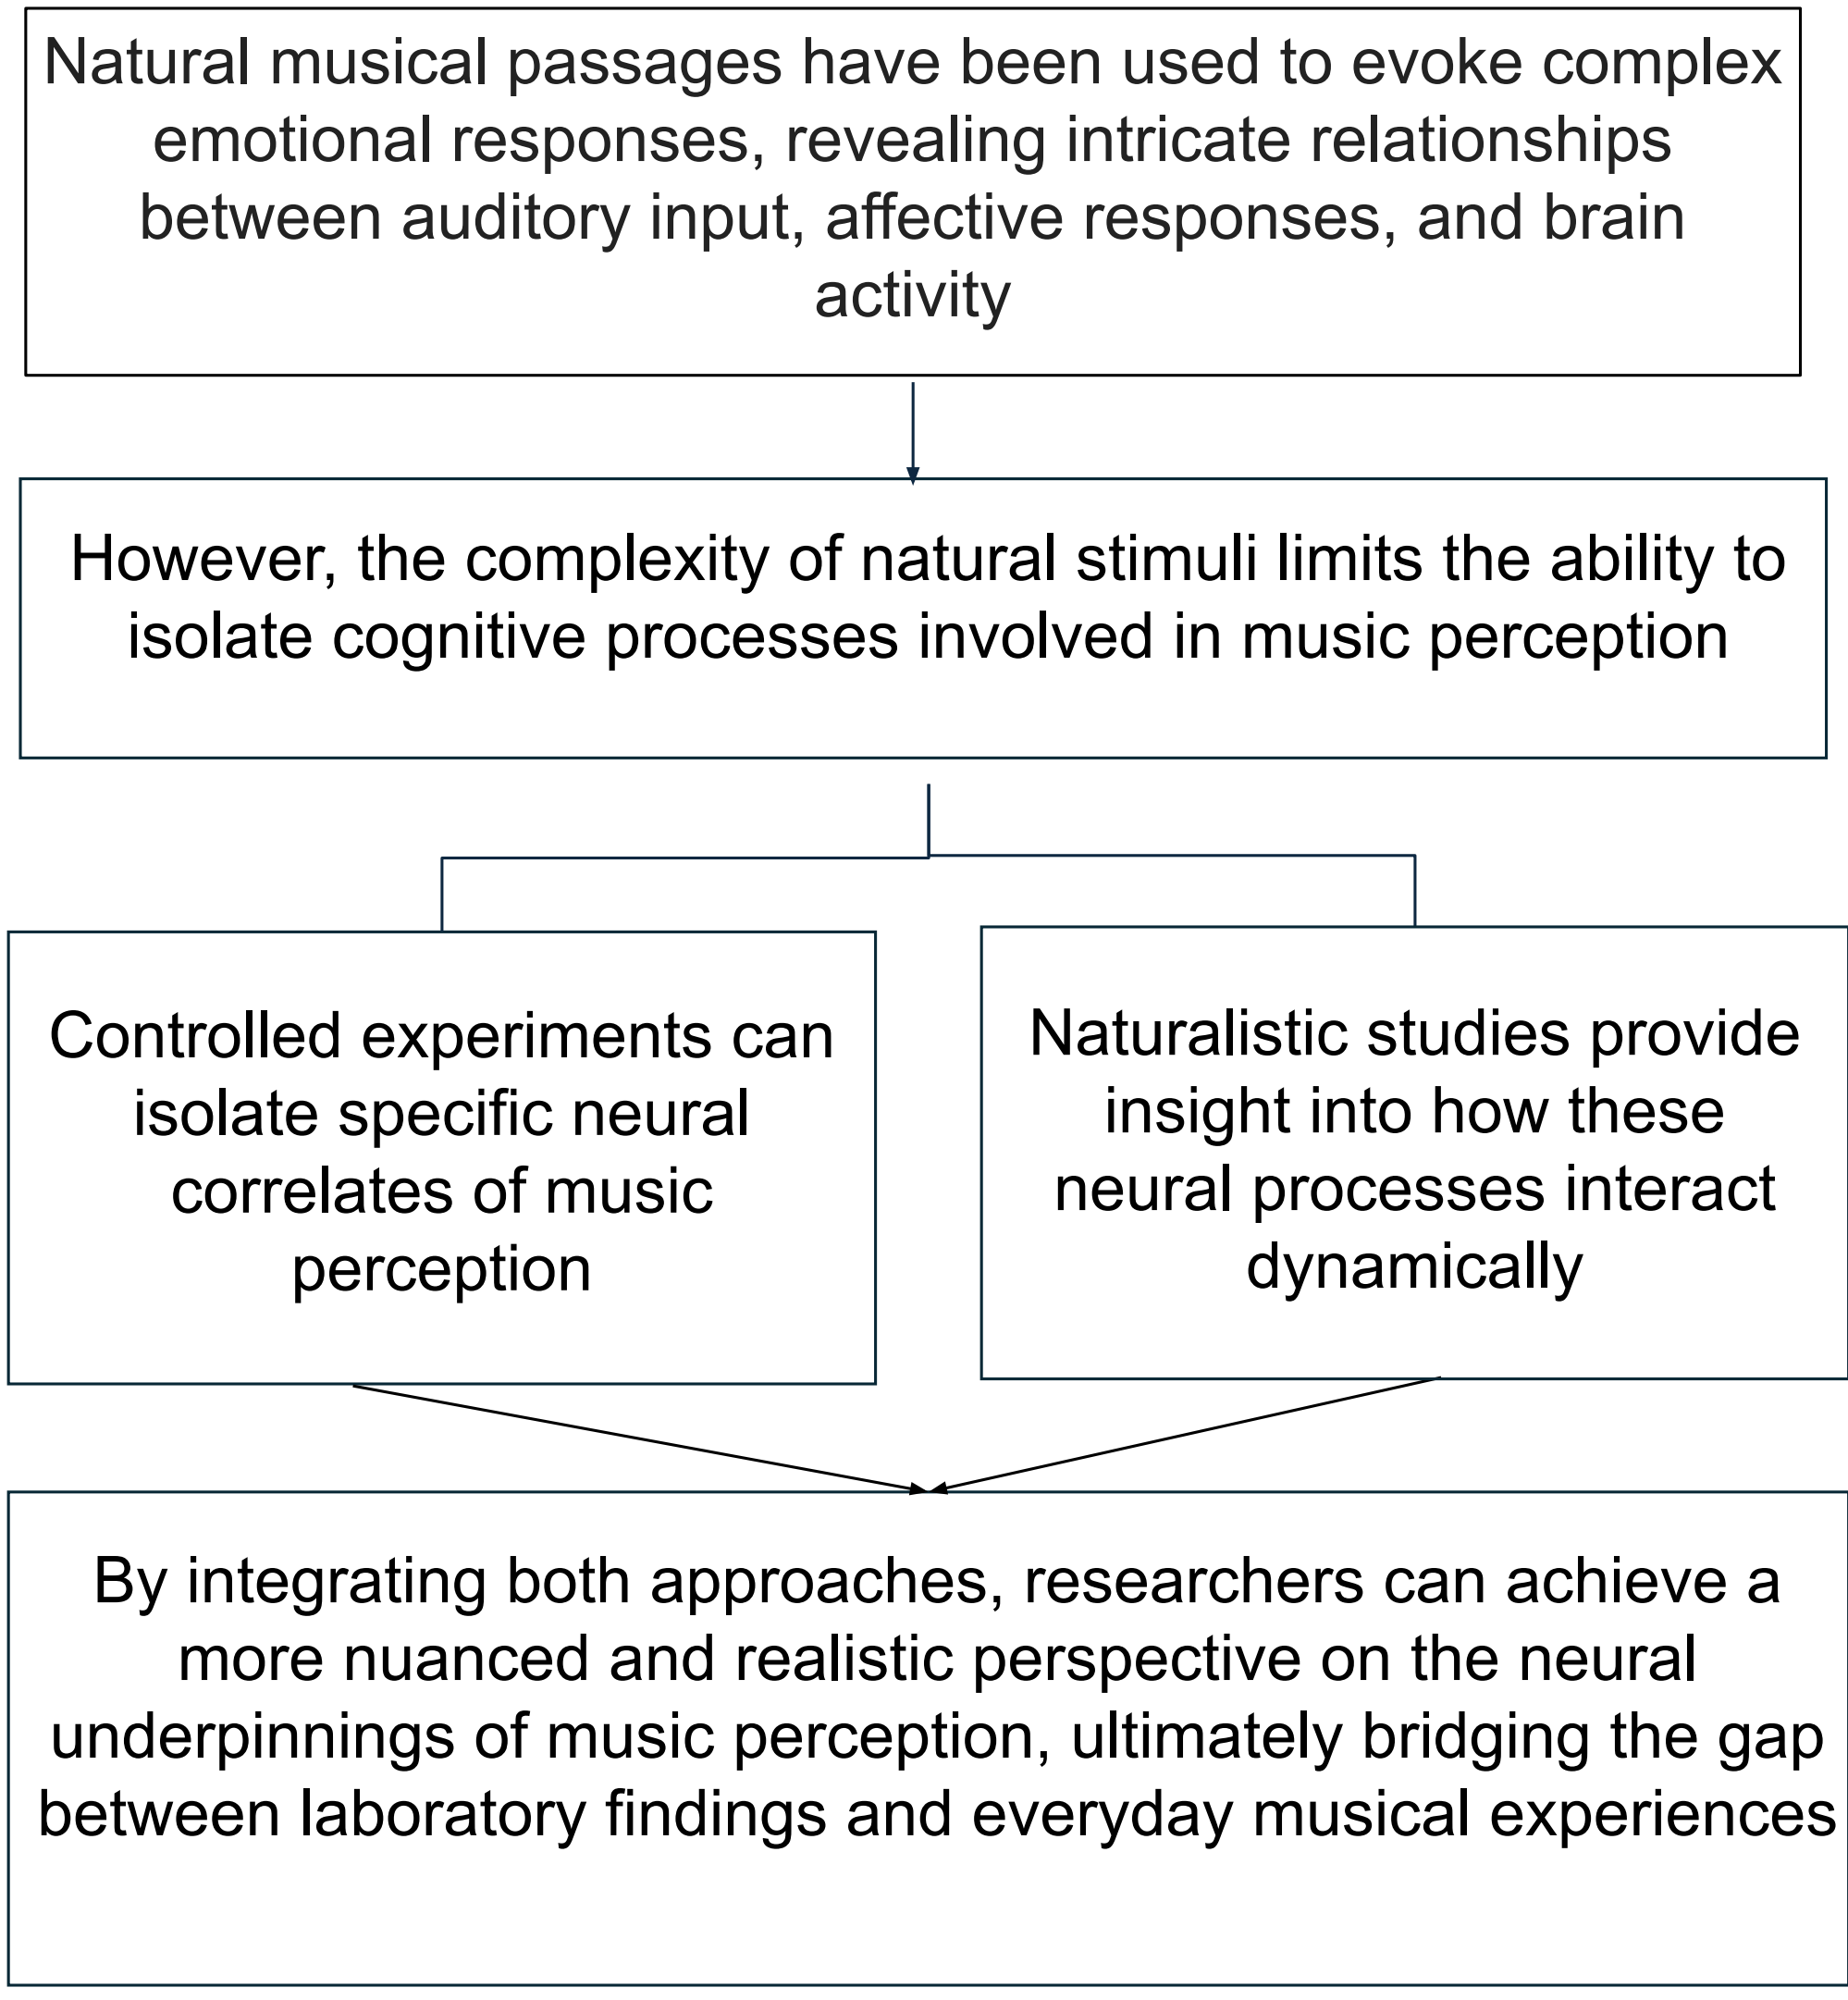 Natural musical passages have been used to evoke complex
emotional responses, revealing intricate relationships
between auditory input, affective responses, and brain
activity
However, the complexity of natural stimuli limits the ability to
isolate cognitive processes involved in music perception
Controlled experiments can
isolate specific neural
correlates of music
perception
Naturalistic studies provide
insight into how these
neural processes interact
dynamically
By integrating both approaches, researchers can achieve a
more nuanced and realistic perspective on the neural
underpinnings of music perception, ultimately bridging the gap
between laboratory findings and everyday musical experiences